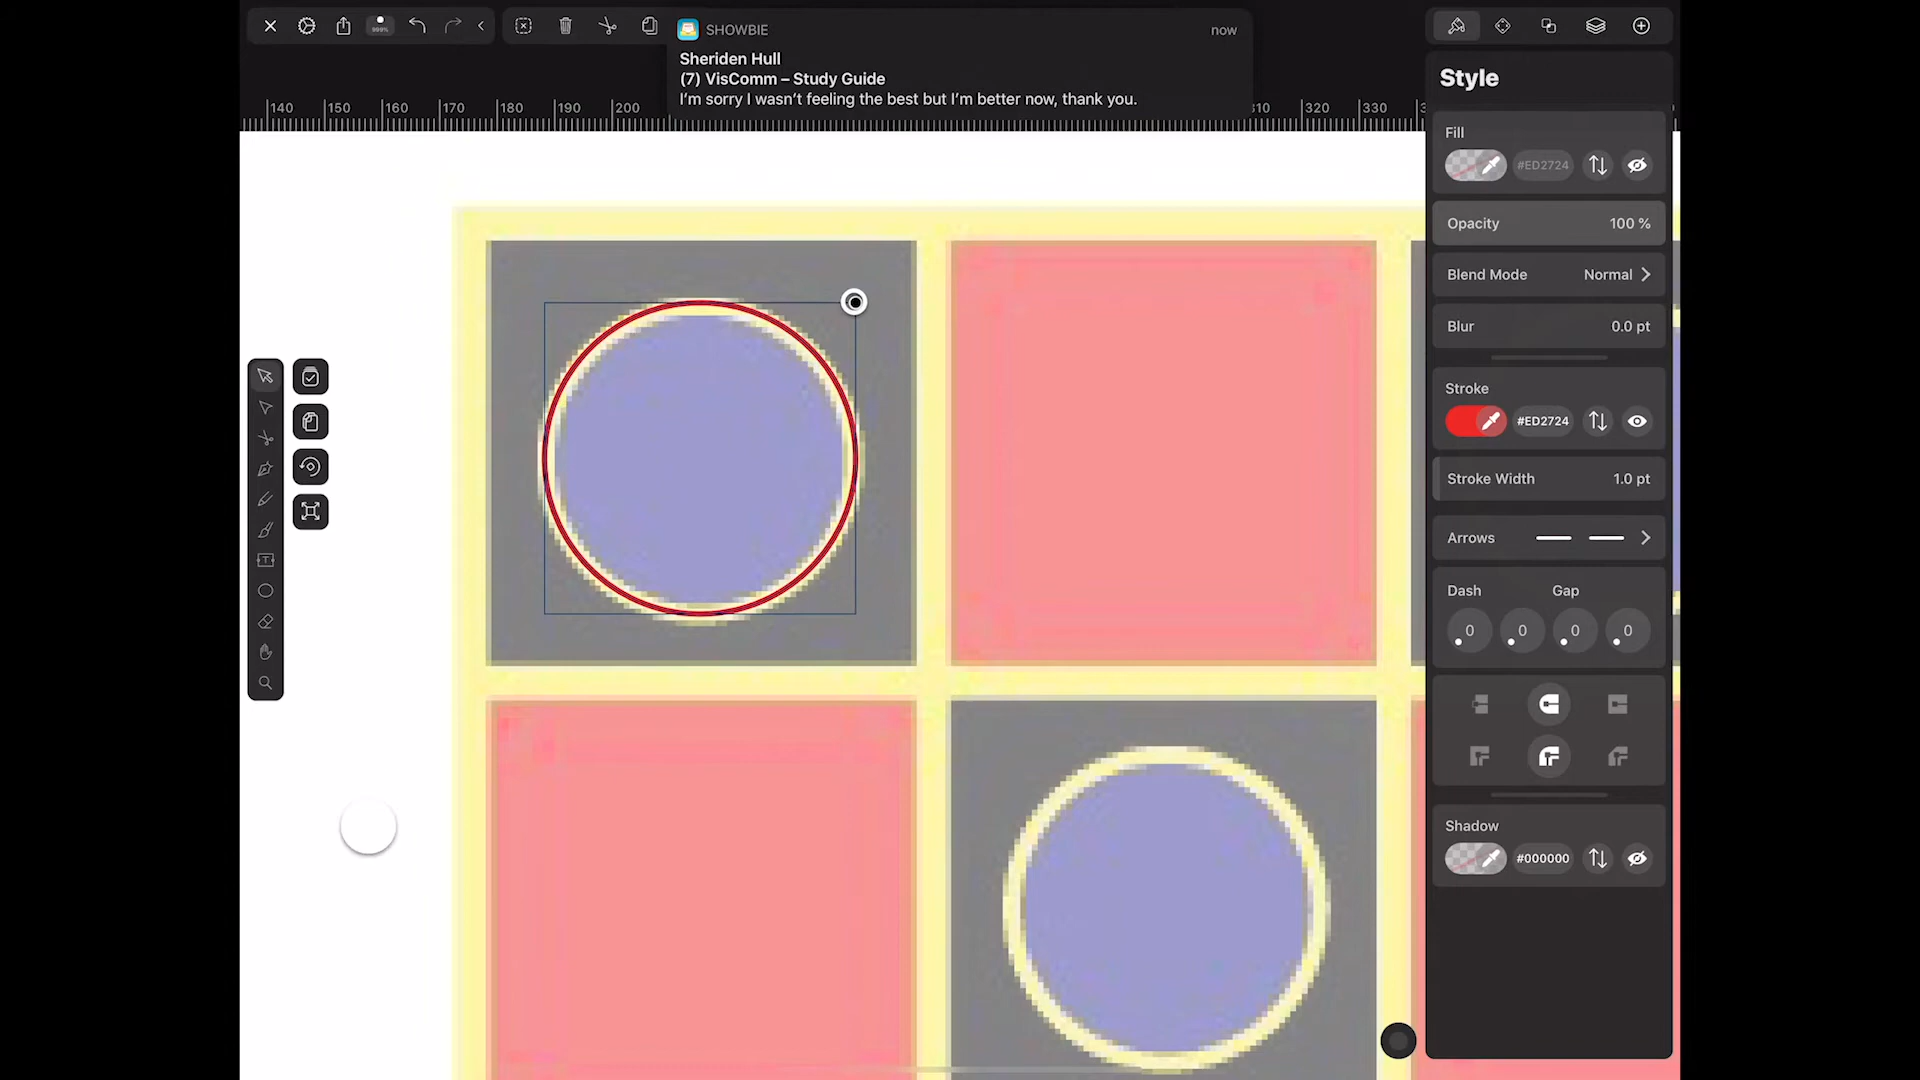 999%
SHOWBIE
now
Sheriden Hull
(7) VisComm – Study Guide
I'm sorry I wasn't feeling the best but I'm better now, thank you.
140 150 160 170 180 190 200 310 320 330
Style
Fill
#ED2724
Opacity 100 %
Blend Mode Normal
Blur 0.0 pt
Stroke
#ED2724
Stroke Width 1.0 pt
Arrows
Dash Gap
0 0 0 0
Shadow
#000000
T